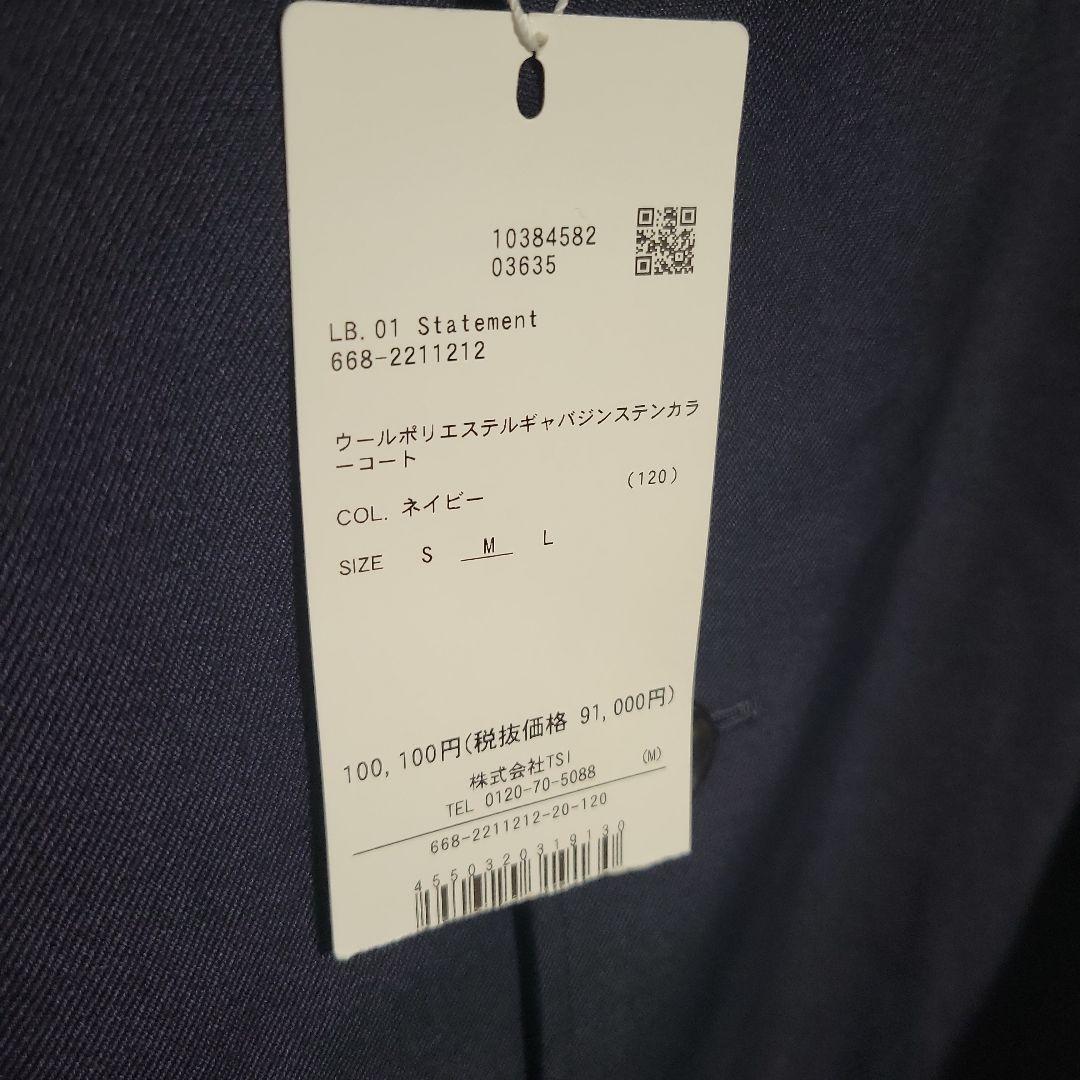 10384582
03635
LB.01 Statement
668-2211212
ウールポリエステルギャバジンステンカラ
ーコート
COL. ネイビー (120)
SIZE S M L
100,100円(税抜価格 91,000円)
株式会社TSI
TEL 0120-70-5088 (M)
668-2211212-20-120
4550320319130